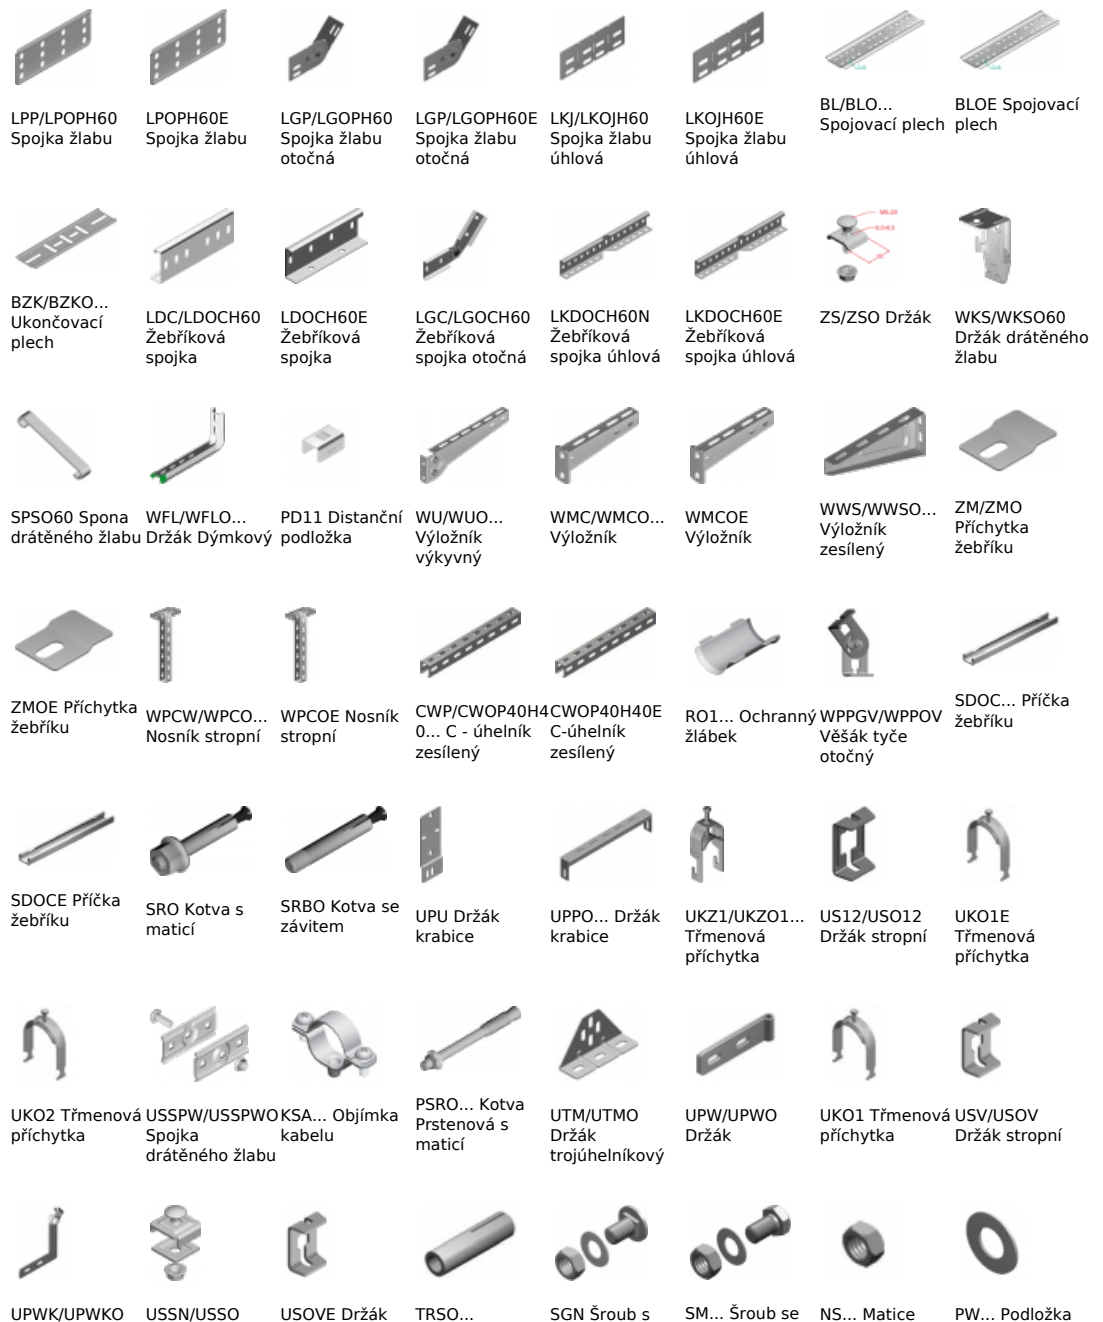 LPP/LPOPH60
Spojka žlabu
LPOPH60E
Spojka žlabu
LGP/LGOPH60
Spojka žlabu
otočná
LGP/LGOPH60E
Spojka žlabu
otočná
LKJ/LKOJH60
Spojka žlabu
úhlová
LKOJH60E
Spojka žlabu
úhlová
BL/BLO...
Spojovací plech
BLOE Spojovací
plech
BZK/BZKO...
Ukončovací
plech
LDC/LDOCH60
Žebříková
spojka
LDOCH60E
Žebříková
spojka
LGC/LGOCH60
Žebříková
spojka otočná
LKDOCH60N
Žebříková
spojka úhlová
LKDOCH60E
Žebříková
spojka úhlová
ZS/ZSO Držák
WKS/WKSO60
Držák drátěného
žlabu
SPSO60 Spona
drátěného žlabu
WFL/WFLO...
Držák Dýmkový
PD11 Distanční
podložka
WU/WUO...
Výložník
výkyvný
WMC/WMCO...
Výložník
WMCOE
Výložník
WWS/WWSO...
Výložník
zesílený
ZM/ZMO
Příchytka
žebříku
ZMOE Příchytka
žebříku
WPCW/WPCO...
Nosník stropní
WPCOE Nosník
stropní
CWP/CWOP40H4
0... C - úhelník
zesílený
CWOP40H40E
C-úhelník
zesílený
RO1... Ochranný
žlábek
WPPGV/WPPOV
Věšák tyče
otočný
SDOC... Příčka
žebříku
SDOCE Příčka
žebříku
SRO Kotva s
maticí
SRBO Kotva se
závitem
UPU Držák
krabice
UPPO... Držák
krabice
UKZ1/UKZO1...
Třmenová
příchytka
US12/USO12
Držák stropní
UKO1E
Třmenová
příchytka
UKO2 Třmenová
příchytka
USSPW/USSPWO
Spojka
drátěného žlabu
KSA... Objímka
kabelu
PSRO... Kotva
Prstenová s
maticí
UTM/UTMO
Držák
trojúhelníkový
UPW/UPWO
Držák
UKO1 Třmenová
příchytka
USV/USOV
Držák stropní
UPWK/UPWKO
USSN/USSO
USOVE Držák
TRSO...
SGN Šroub s
SM... Šroub se
NS... Matice
PW... Podložka